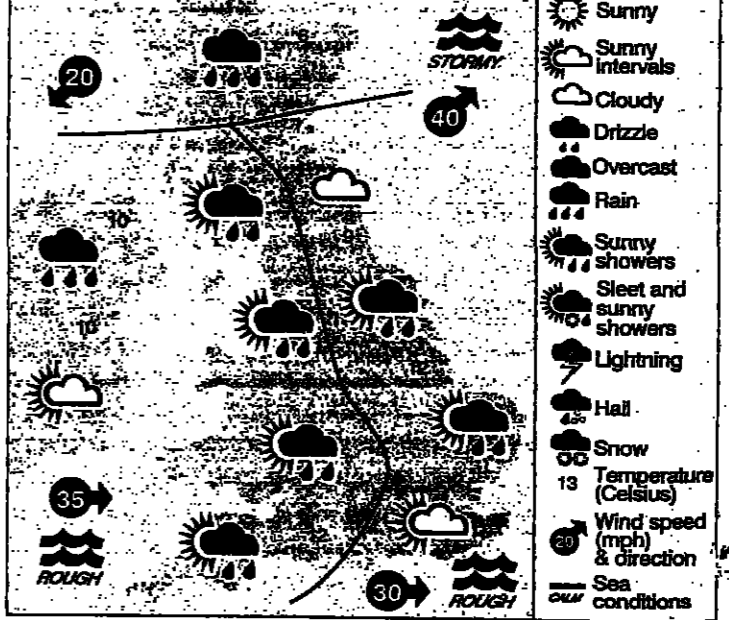 Sunny
STORMY
Sunny
intervals
20
Cloudy
40
Drizzle
Overcast
Rain
10
Sunny
showers
Sleet and
sunny
showers
10
Lightning
Hail
Snow
13 Temperature
(Celsius)
35
Wind speed
(mph)
& direction
20
ROUGH
30
ROUGH
CALM
Sea
conditions